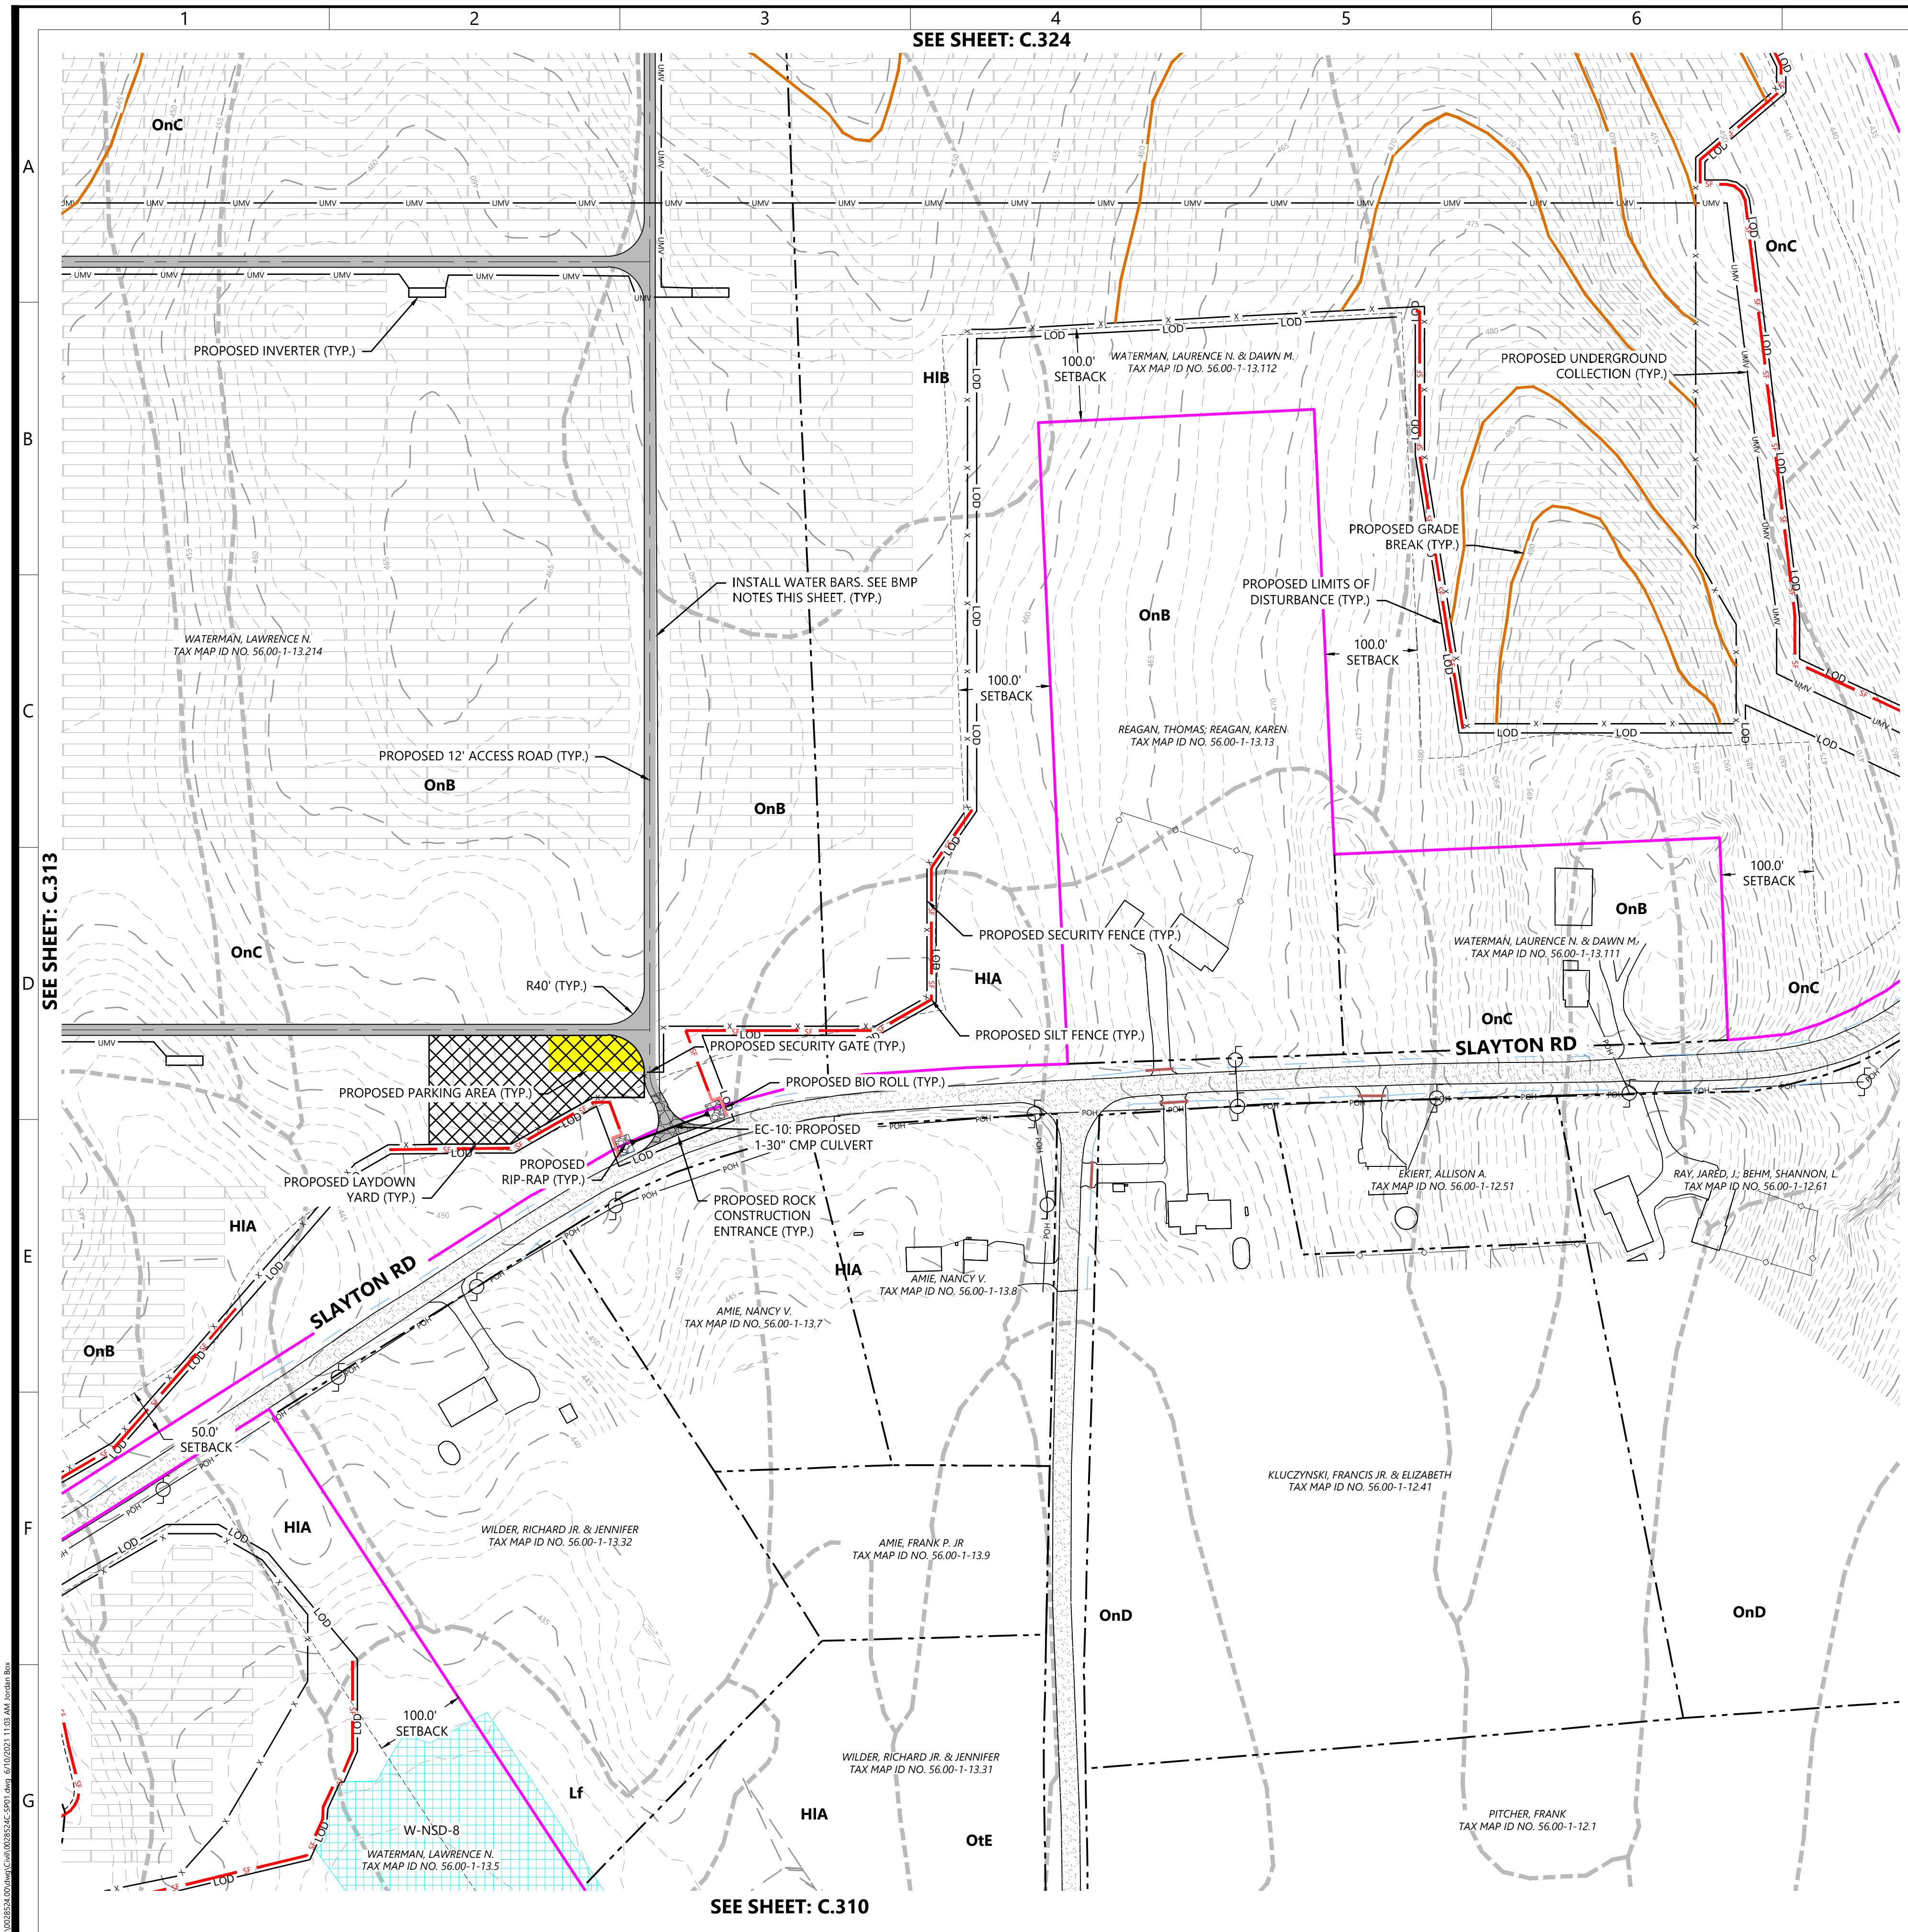 1
2
3
4
5
6
SEE SHEET: C.324
A
B
C
D
E
F
G
SEE SHEET: C.313
OnC
UMV
PROPOSED INVERTER (TYP.)
HIB
100.0'
SETBACK
WATERMAN, LAURENCE N. & DAWN M.
TAX MAP ID NO. 56.00-1-13.112
OnC
PROPOSED UNDERGROUND
COLLECTION (TYP.)
PROPOSED GRADE
BREAK (TYP.)
INSTALL WATER BARS. SEE BMP
NOTES THIS SHEET. (TYP.)
PROPOSED LIMITS OF
DISTURBANCE (TYP.)
OnB
WATERMAN, LAWRENCE N.
TAX MAP ID NO. 56.00-1-13.214
100.0'
SETBACK
100.0'
SETBACK
REAGAN, THOMAS; REAGAN, KAREN
TAX MAP ID NO. 56.00-1-13.13
PROPOSED 12' ACCESS ROAD (TYP.)
OnB
OnB
100.0'
SETBACK
OnB
OnC
PROPOSED SECURITY FENCE (TYP.)
WATERMAN, LAURENCE N. & DAWN M.
TAX MAP ID NO. 56.00-1-13.111
HIA
R40' (TYP.)
OnC
OnC
PROPOSED SILT FENCE (TYP.)
PROPOSED SECURITY GATE (TYP.)
SLAYTON RD
PROPOSED PARKING AREA (TYP.)
PROPOSED BIO ROLL (TYP.)
EC-10: PROPOSED
1-30" CMP CULVERT
PROPOSED
RIP-RAP (TYP.)
PROPOSED LAYDOWN
YARD (TYP.)
PROPOSED ROCK
CONSTRUCTION
ENTRANCE (TYP.)
EKIERT, ALLISON A.
TAX MAP ID NO. 56.00-1-12.51
RAY, JARED, J.; BEHM, SHANNON, L.
TAX MAP ID NO. 56.00-1-12.61
HIA
HIA
SLAYTON RD
AMIE, NANCY V.
TAX MAP ID NO. 56.00-1-13.8
AMIE, NANCY V.
TAX MAP ID NO. 56.00-1-13.7
OnB
50.0'
SETBACK
KLUCZYNSKI, FRANCIS JR. & ELIZABETH
TAX MAP ID NO. 56.00-1-12.41
HIA
WILDER, RICHARD JR. & JENNIFER
TAX MAP ID NO. 56.00-1-13.32
AMIE, FRANK P. JR
TAX MAP ID NO. 56.00-1-13.9
OnD
OnD
100.0'
SETBACK
WILDER, RICHARD JR. & JENNIFER
TAX MAP ID NO. 56.00-1-13.31
Lf
HIA
OtE
W-NSD-8
WATERMAN, LAWRENCE N.
TAX MAP ID NO. 56.00-1-13.5
PITCHER, FRANK
TAX MAP ID NO. 56.00-1-12.1
SEE SHEET: C.310
LOD
SF
POH
X